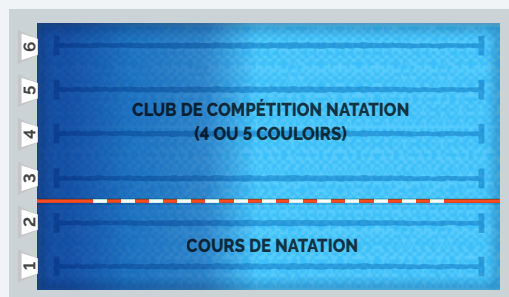 6
5
CLUB DE COMPÉTITION NATATION
4
(4 OU 5 COULOIRS)
3
2
COURS DE NATATION
1